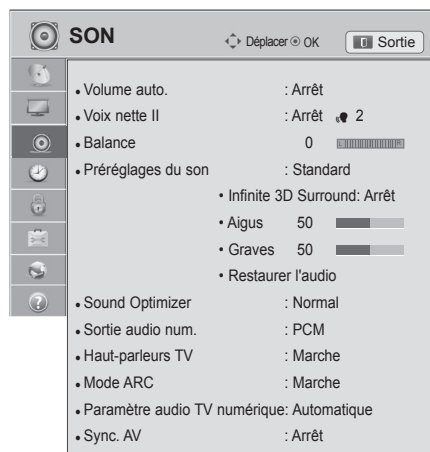 SON Déplacer OK Sortie
• Volume auto. : Arrêt
• Voix nette II : Arrêt 2
• Balance 0 L R
• Préréglages du son : Standard
• Infinite 3D Surround: Arrêt
• Aigus 50
• Graves 50
• Restaurer l'audio
• Sound Optimizer : Normal
• Sortie audio num. : PCM
• Haut-parleurs TV : Marche
• Mode ARC : Marche
• Paramètre audio TV numérique: Automatique
• Sync. AV : Arrêt